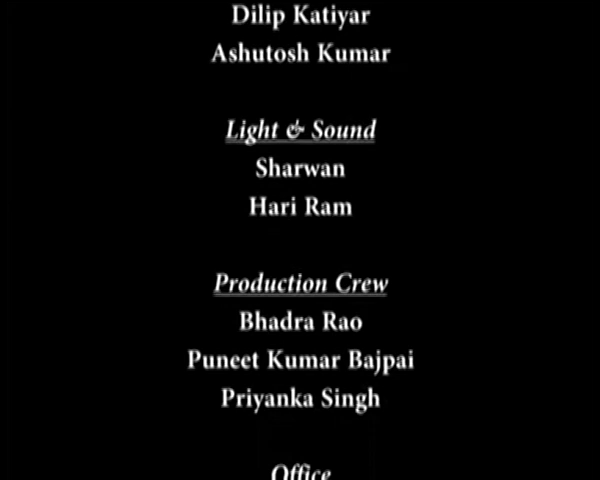 Dilip Katiyar
Ashutosh Kumar
Light & Sound
Sharwan
Hari Ram
Production Crew
Bhadra Rao
Puneet Kumar Bajpai
Priyanka Singh
Office